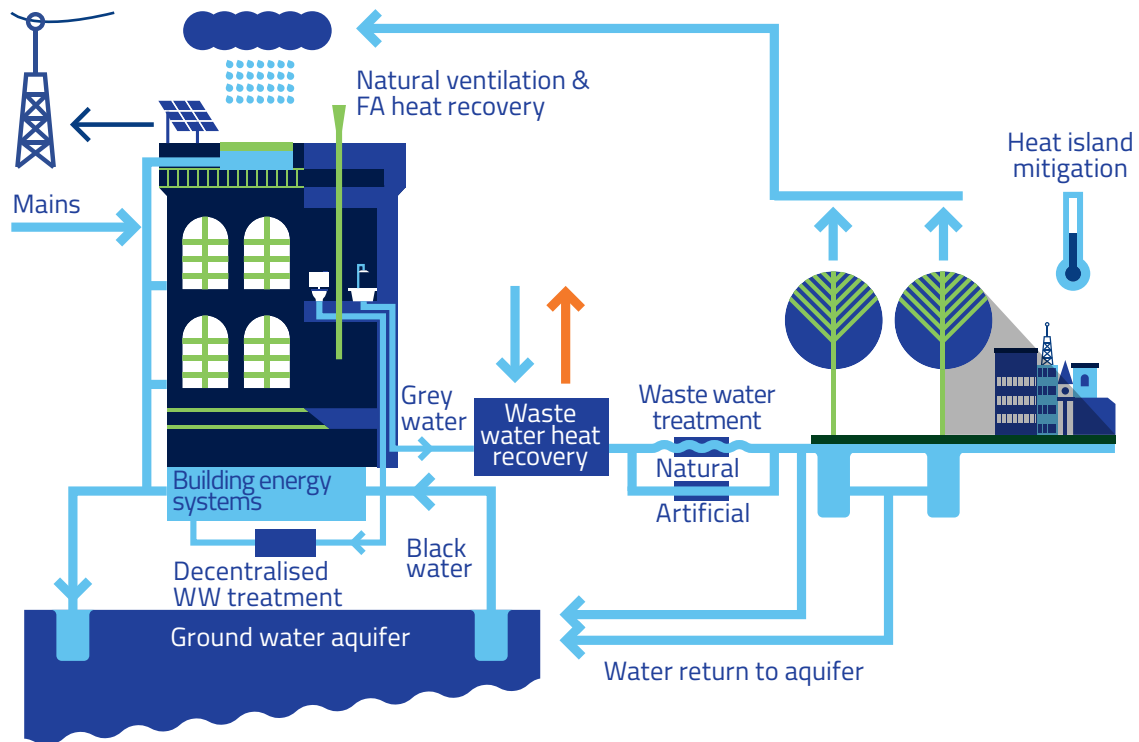 Natural ventilation &
FA heat recovery
Heat island
mitigation
Mains
Grey
water
Waste
water heat
recovery
Waste water
treatment
Natural
Artificial
Building energy
systems
Black
water
Decentralised
WW treatment
Ground water aquifer
Water return to aquifer